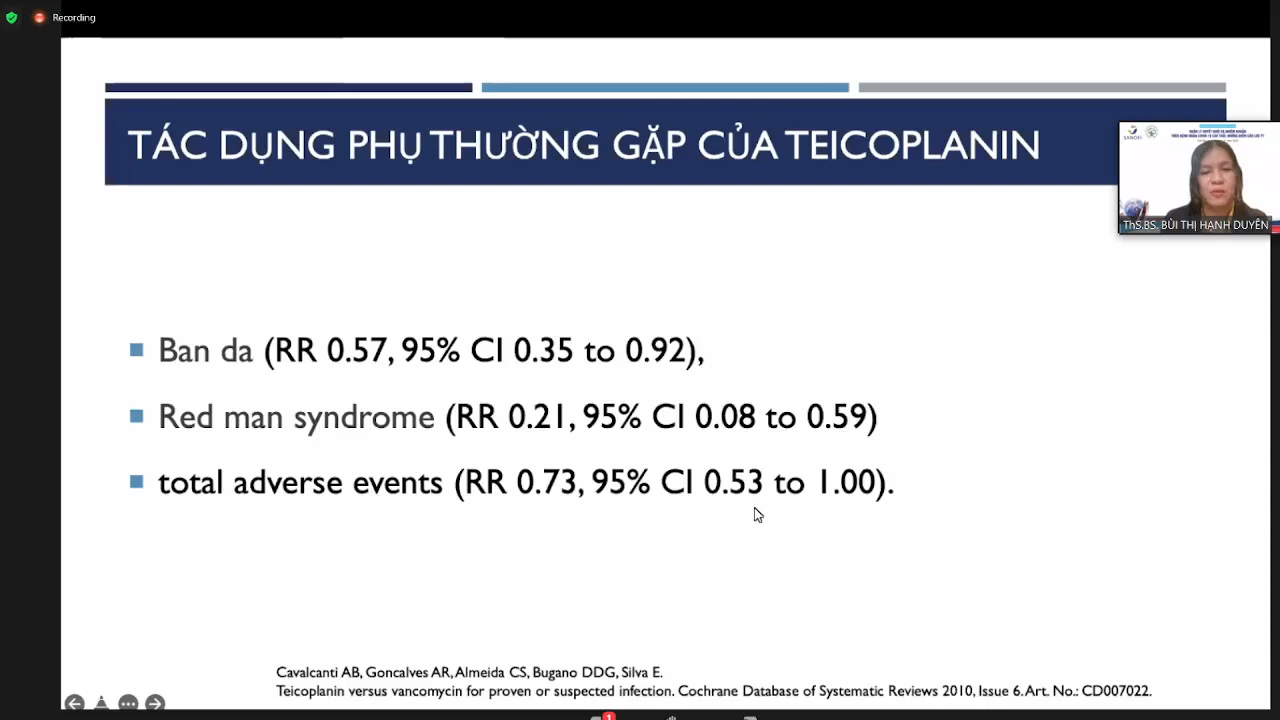 Recording
TÁC DỤNG PHỤ THƯỜNG GẶP CỦA TEICOPLANIN
SANOFI
ThS.BS. BÙI THỊ HẠNH DUYÊN
Ban da (RR 0.57, 95% CI 0.35 to 0.92),
Red man syndrome (RR 0.21, 95% CI 0.08 to 0.59)
total adverse events (RR 0.73, 95% CI 0.53 to 1.00).
Cavalcanti AB, Goncalves AR, Almeida CS, Bugano DDG, Silva E.
Teicoplanin versus vancomycin for proven or suspected infection. Cochrane Database of Systematic Reviews 2010, Issue 6. Art. No.: CD007022.
1